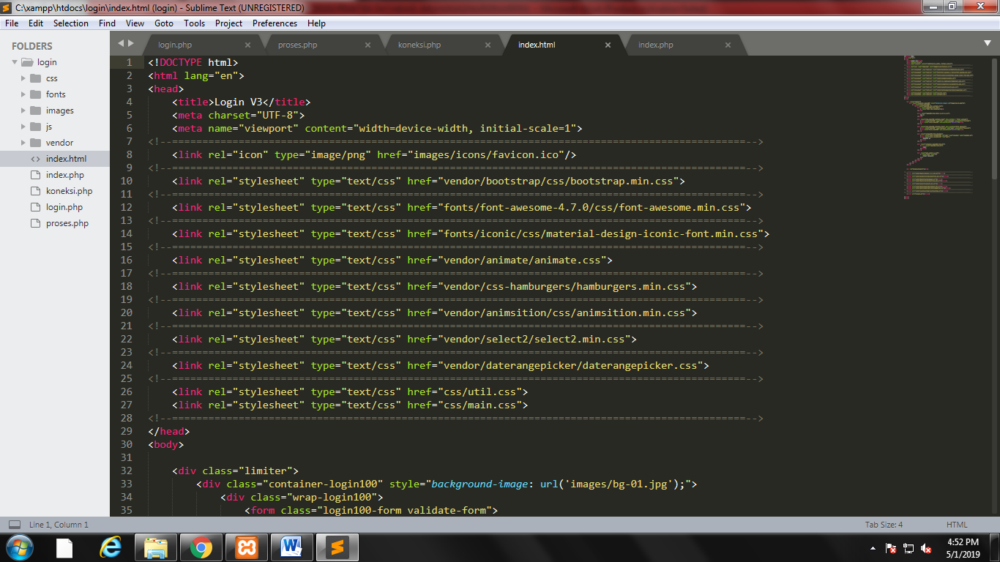 C:\xampp\htdocs\login\index.html (login) - Sublime Text (UNREGISTERED)
File Edit Selection Find View Goto Tools Project Preferences Help
FOLDERS
login
css
fonts
images
js
vendor
index.html
index.php
koneksi.php
login.php
proses.php
login.php × proses.php × koneksi.php × index.html × index.php ×
1 <!DOCTYPE html>
2 <html lang="en">
3 <head>
4 <title>Login V3</title>
5 <meta charset="UTF-8">
6 <meta name="viewport" content="width=device-width, initial-scale=1">
7 <!--===============================================================================================-->
8 <link rel="icon" type="image/png" href="images/icons/favicon.ico"/>
9 <!--===============================================================================================-->
10 <link rel="stylesheet" type="text/css" href="vendor/bootstrap/css/bootstrap.min.css">
11 <!--===============================================================================================-->
12 <link rel="stylesheet" type="text/css" href="fonts/font-awesome-4.7.0/css/font-awesome.min.css">
13 <!--===============================================================================================-->
14 <link rel="stylesheet" type="text/css" href="fonts/iconic/css/material-design-iconic-font.min.css">
15 <!--===============================================================================================-->
16 <link rel="stylesheet" type="text/css" href="vendor/animate/animate.css">
17 <!--===============================================================================================-->
18 <link rel="stylesheet" type="text/css" href="vendor/css-hamburgers/hamburgers.min.css">
19 <!--===============================================================================================-->
20 <link rel="stylesheet" type="text/css" href="vendor/animsition/css/animsition.min.css">
21 <!--===============================================================================================-->
22 <link rel="stylesheet" type="text/css" href="vendor/select2/select2.min.css">
23 <!--===============================================================================================-->
24 <link rel="stylesheet" type="text/css" href="vendor/daterangepicker/daterangepicker.css">
25 <!--===============================================================================================-->
26 <link rel="stylesheet" type="text/css" href="css/util.css">
27 <link rel="stylesheet" type="text/css" href="css/main.css">
28 <!--===============================================================================================-->
29 </head>
30 <body>
31
32 <div class="limiter">
33 <div class="container-login100" style="background-image: url('images/bg-01.jpg');">
34 <div class="wrap-login100">
35 <form class="login100-form validate-form">
Line 1, Column 1 Tab Size: 4 HTML
4:52 PM
5/1/2019